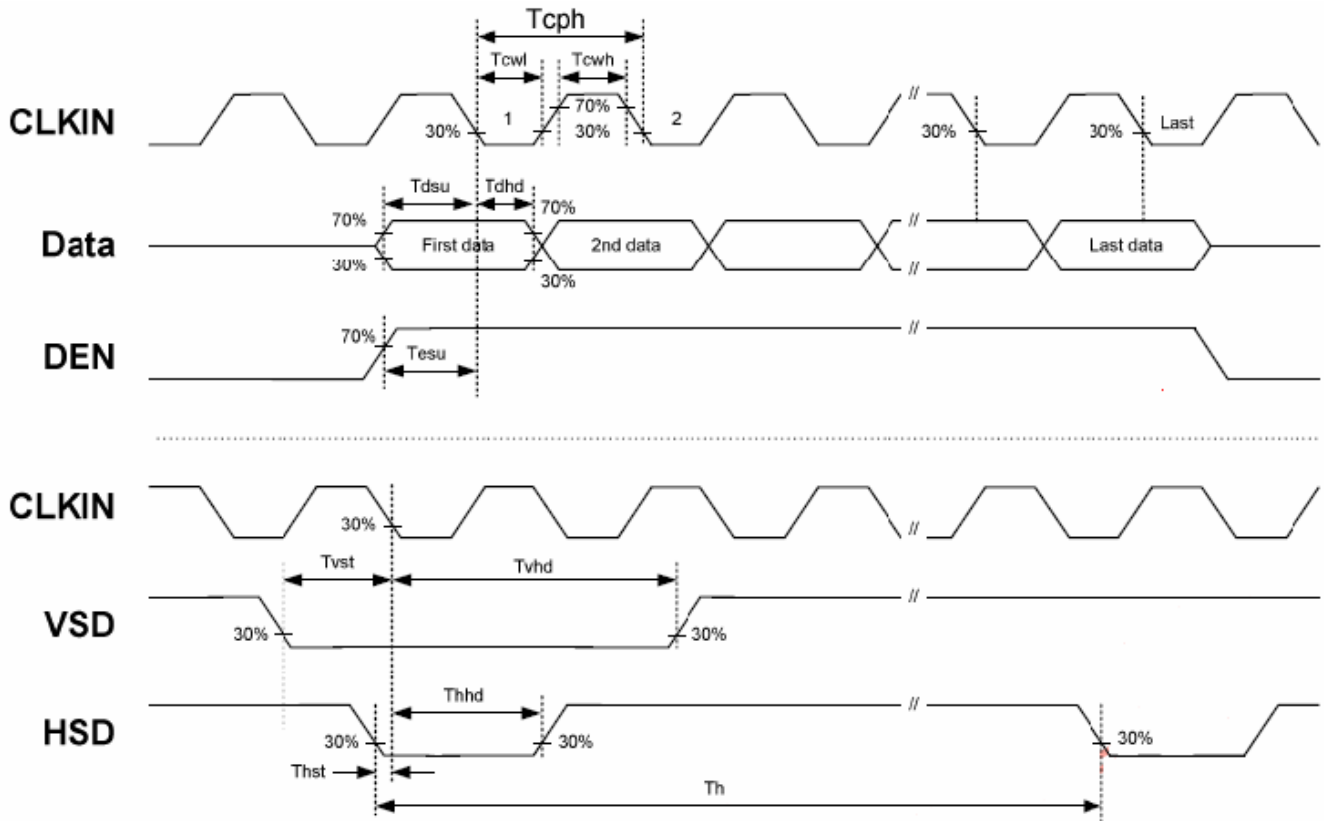 Tcph
Tcwl Tcwh
CLKIN 30% 1 70% 30% 2 // 30% 30% Last
Tdsu Tdhd
70% 70%
Data First data 2nd data // // Last data
30% 30%
DEN 70% //
Tesu
CLKIN 30% //
Tvst Tvhd
VSD 30% 30% //
Thhd
HSD 30% 30% // 30%
Thst
Th